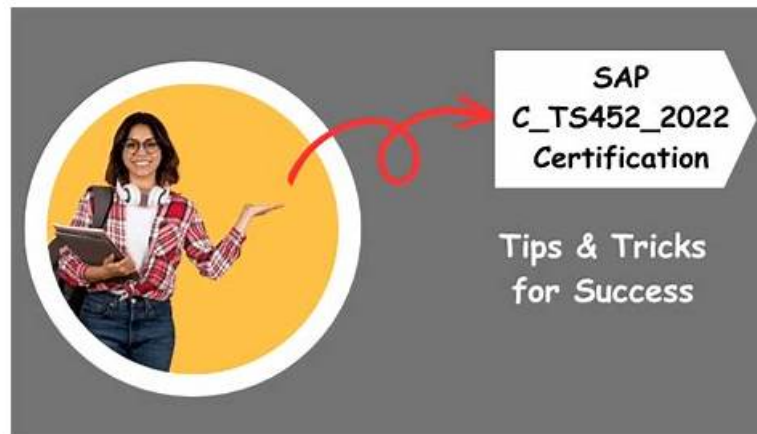 SAP
C_TS452_2022
Certification
Tips & Tricks
for Success